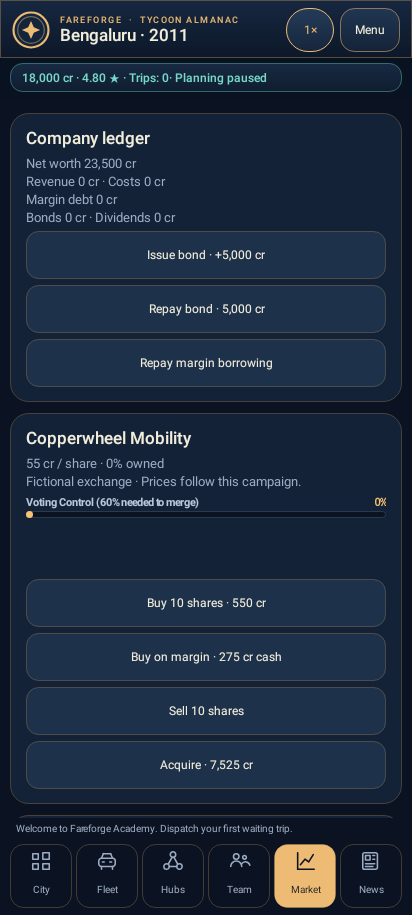 FAREFORGE · TYCOON ALMANAC
Bengaluru · 2011
1×
Menu
18,000 cr · 4.80 ★ · Trips: 0· Planning paused
Company ledger
Net worth 23,500 cr
Revenue 0 cr · Costs 0 cr
Margin debt 0 cr
Bonds 0 cr · Dividends 0 cr
Issue bond · +5,000 cr
Repay bond · 5,000 cr
Repay margin borrowing
Copperwheel Mobility
55 cr / share · 0% owned
Fictional exchange · Prices follow this campaign.
Voting Control (60% needed to merge) 0%
Buy 10 shares · 550 cr
Buy on margin · 275 cr cash
Sell 10 shares
Acquire · 7,525 cr
Welcome to Fareforge Academy. Dispatch your first waiting trip.
City Fleet Hubs Team Market News